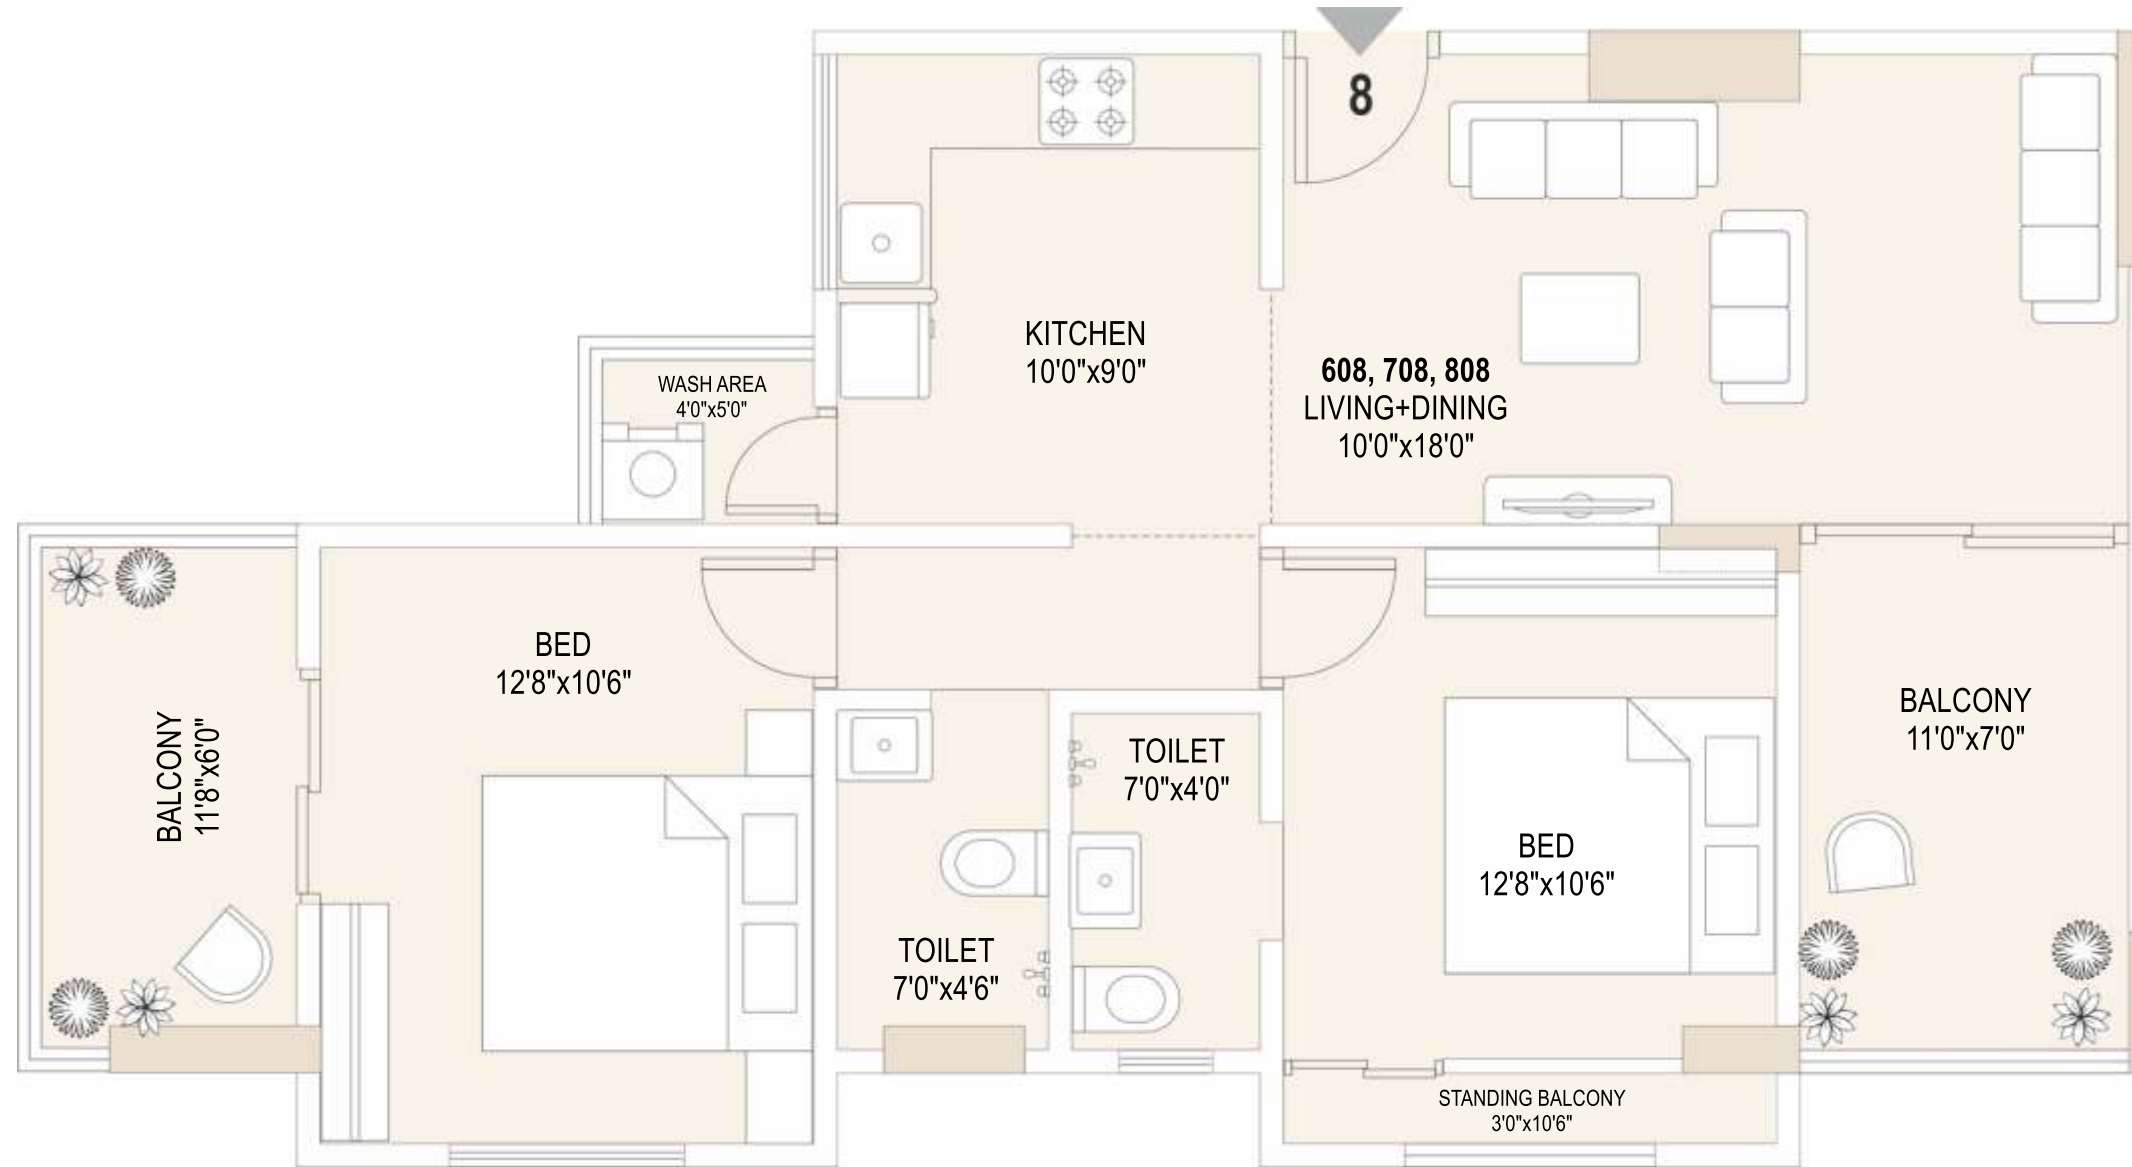 8
KITCHEN
10'0"x9'0"
608, 708, 808
LIVING+DINING
10'0"x18'0"
WASH AREA
4'0"x5'0"
BED
12'8"x10'6"
BALCONY
11'8"x6'0"
TOILET
7'0"x4'0"
BALCONY
11'0"x7'0"
BED
12'8"x10'6"
TOILET
7'0"x4'6"
STANDING BALCONY
3'0"x10'6"